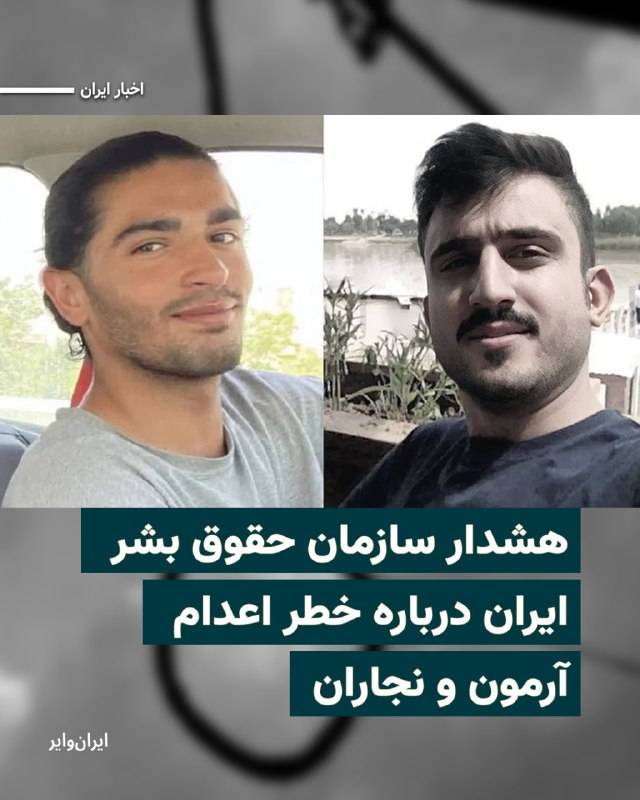 اخبار ایران
هشدار سازمان حقوق بشر
ایران درباره خطر اعدام
آرمون و نجاران
ایران‌وایر